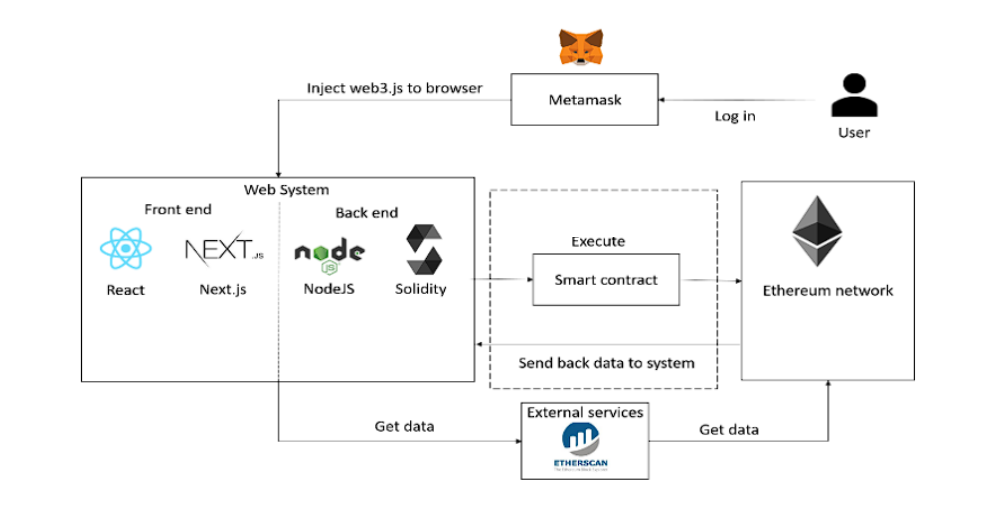 Inject web3.js to browser
Metamask
Log in
User
Web System
Front end
Back end
NEXT.JS
node
JS
React
Next.js
NodeJS
Solidity
Execute
Smart contract
Ethereum network
Send back data to system
Get data
External services
ETHERSCAN
Get data